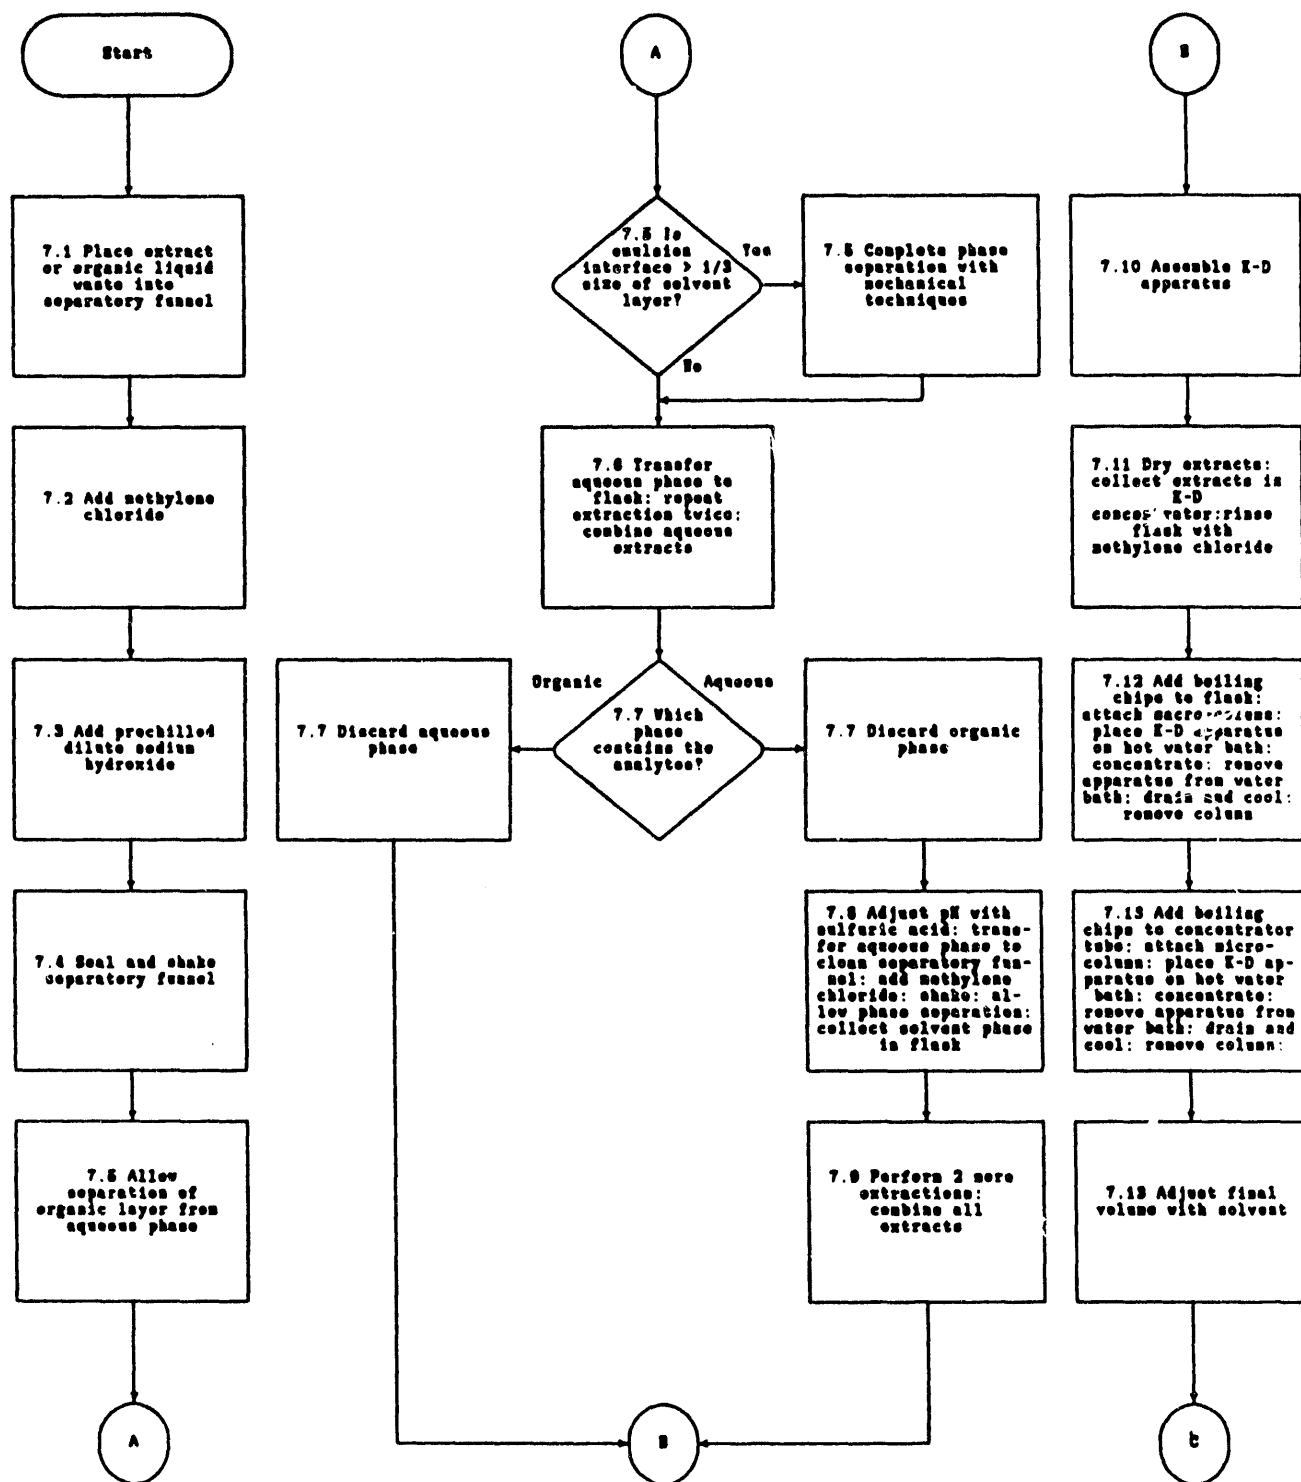 Start
7.1 Place extract
or organic liquid
waste into
separatory funnel
7.2 Add methylene
chloride
7.3 Add prechilled
dilute sodium
hydroxide
7.4 Seal and shake
separatory funnel
7.5 Allow
separation of
organic layer from
aqueous phase
A
A
7.5 Is
emulsion
interface > 1/3
size of solvent
layer?
Yes
No
7.5 Complete phase
separation with
mechanical
techniques
7.6 Transfer
aqueous phase to
flask: repeat
extraction twice:
combine aqueous
extracts
7.7 Which
phase
contains the
analytes?
Organic
Aqueous
7.7 Discard aqueous
phase
7.7 Discard organic
phase
7.8 Adjust pH with
sulfuric acid: trans-
fer aqueous phase to
clean separatory fun-
nel: add methylene
chloride: shake: al-
low phase separation:
collect solvent phase
in flask
7.9 Perform 2 more
extractions:
combine all
extracts
B
B
7.10 Assemble K-D
apparatus
7.11 Dry extracts:
collect extracts in
K-D
rinse
flask with
methylene chloride
7.12 Add boiling
chips to flask:
attach
place K-D apparatus
on hot water bath:
concentrate: remove
apparatus from water
bath: drain and cool:
remove column
7.13 Add boiling
chips to concentrator
tube: attach micro-
column: place K-D ap-
paratus on hot water
bath: concentrate:
remove apparatus from
water bath: drain and
cool: remove column:
7.13 Adjust final
volume with solvent